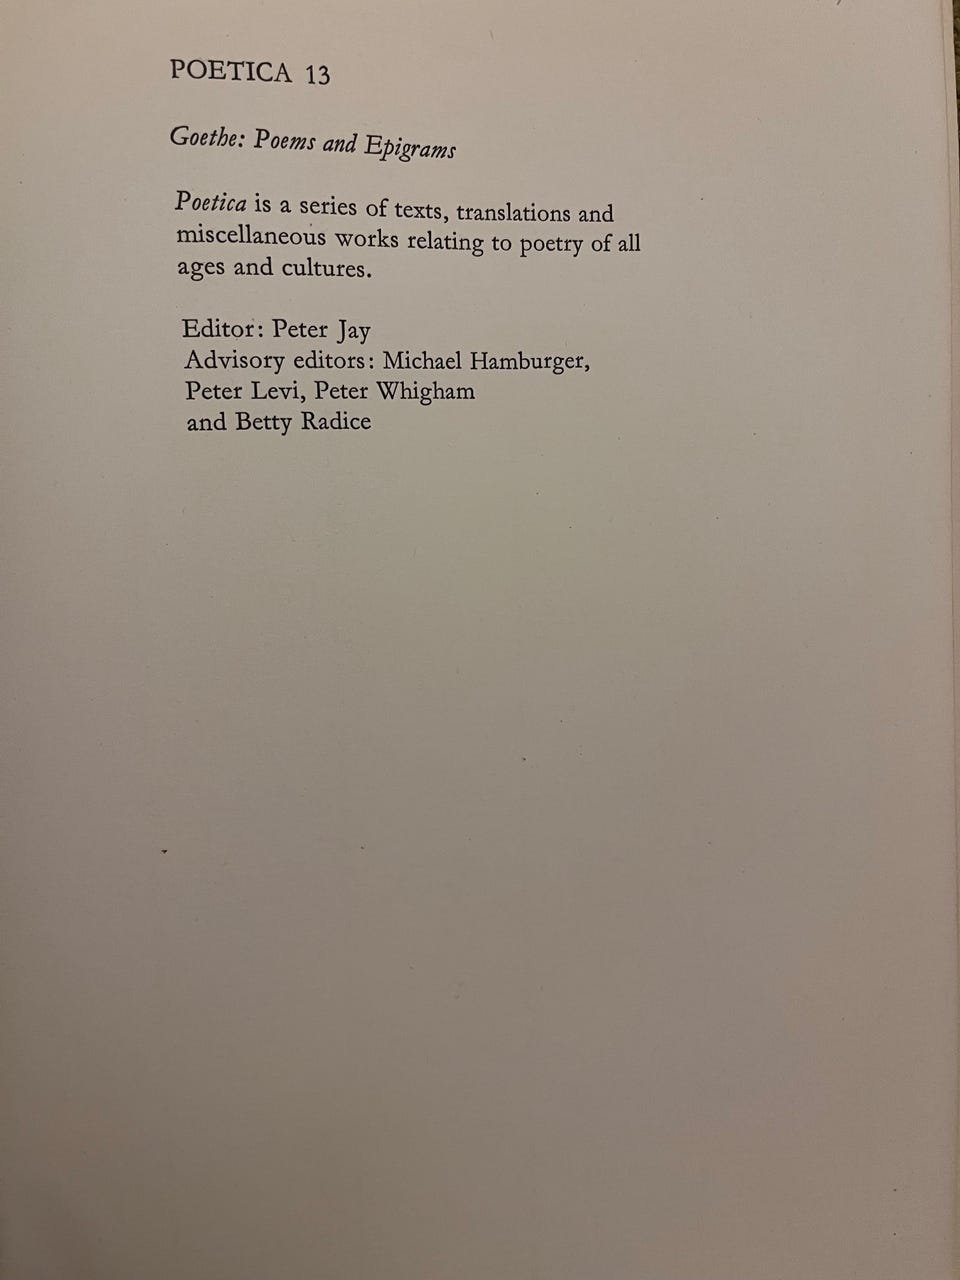 POETICA 13
Goethe: Poems and Epigrams
Poetica is a series of texts, translations and
miscellaneous works relating to poetry of all
ages and cultures.
Editor: Peter Jay
Advisory editors: Michael Hamburger,
Peter Levi, Peter Whigham
and Betty Radice